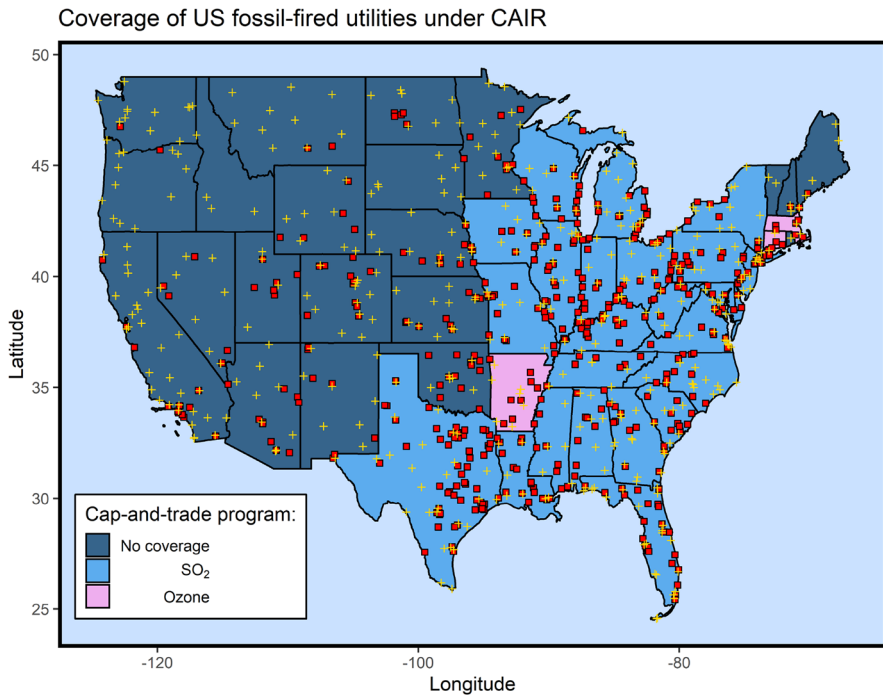 Coverage of US fossil-fired utilities under CAIR
50
45
40
35
30
25
Latitude
Cap-and-trade program:
No coverage
SO₂
Ozone
-120
-100
-80
Longitude